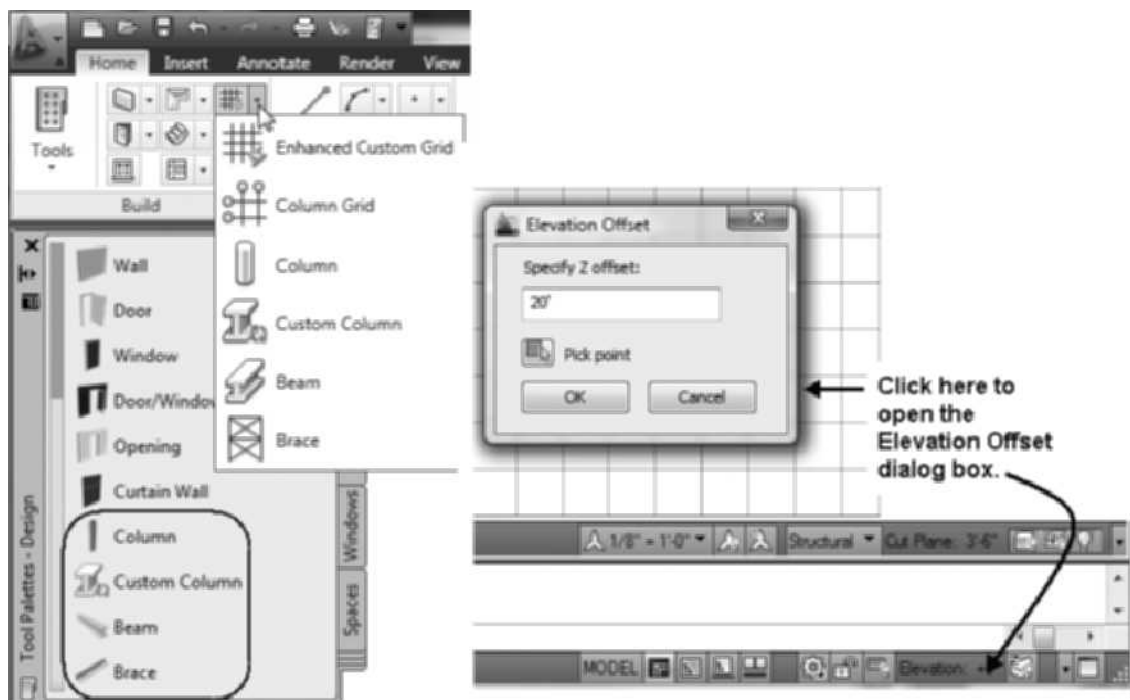 Home Insert Annotate Render View
Tools
Build
Enhanced Custom Grid
Column Grid
Column
Custom Column
Beam
Brace
Wall
Door
Window
Door/Window
Opening
Curtain Wall
Column
Custom Column
Beam
Brace
Tool Palettes - Design
Windows
Spaces
Elevation Offset
Specify Z offset:
20"
Pick point
OK Cancel
Click here to
open the
Elevation Offset
dialog box.
1/8" = 1'-0" Structural Cut Plane: 3'-6"
MODEL Elevation: +